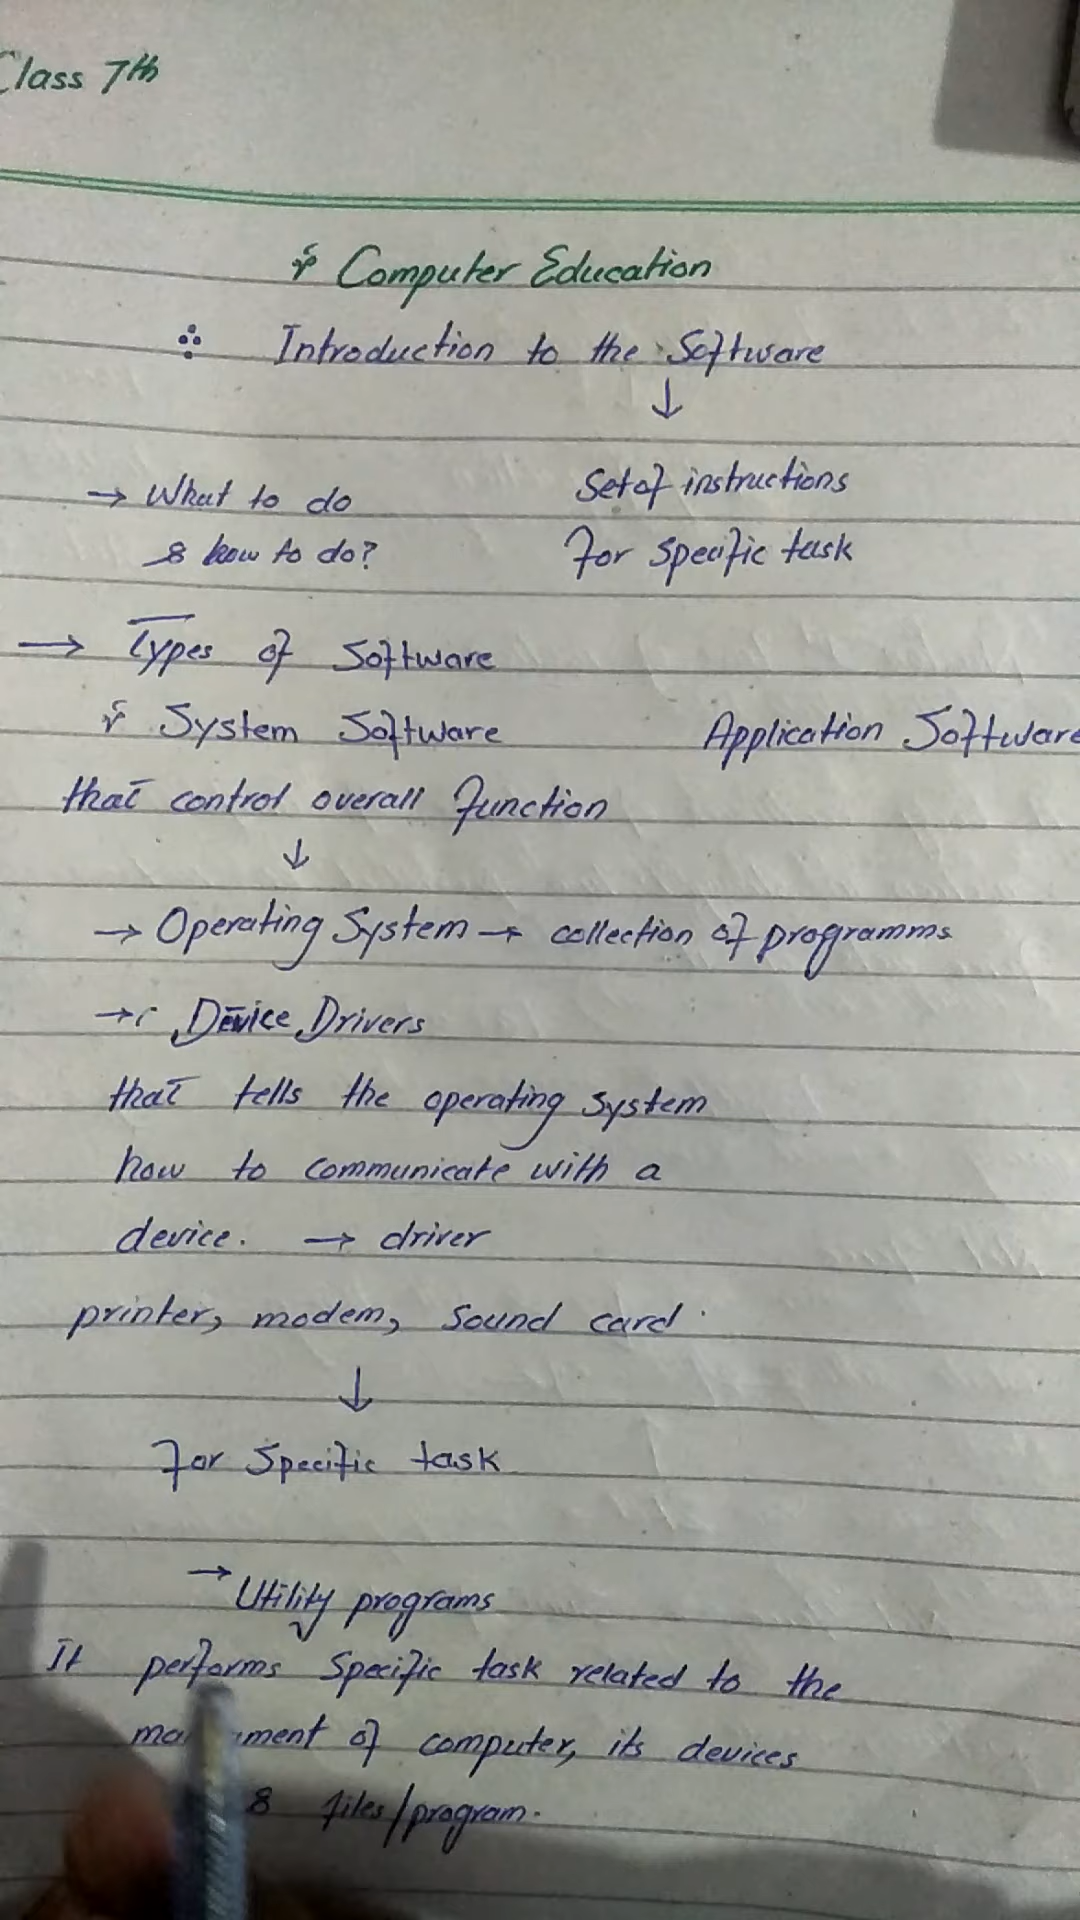 Class 7th
Computer Education
Introduction to the Software
↓
→ What to do
& how to do?
Set of instructions
For specific task
→ Types of Software
System Software
Application Software
that control overall function
↓
→ Operating System → collection of programms
→ Device Drivers
that tells the operating system
how to communicate with a
device. → driver
printer, modem, sound card.
↓
For Specific task
→ Utility programs
It performs specific task related to the
of computer, its devices
& files/program.